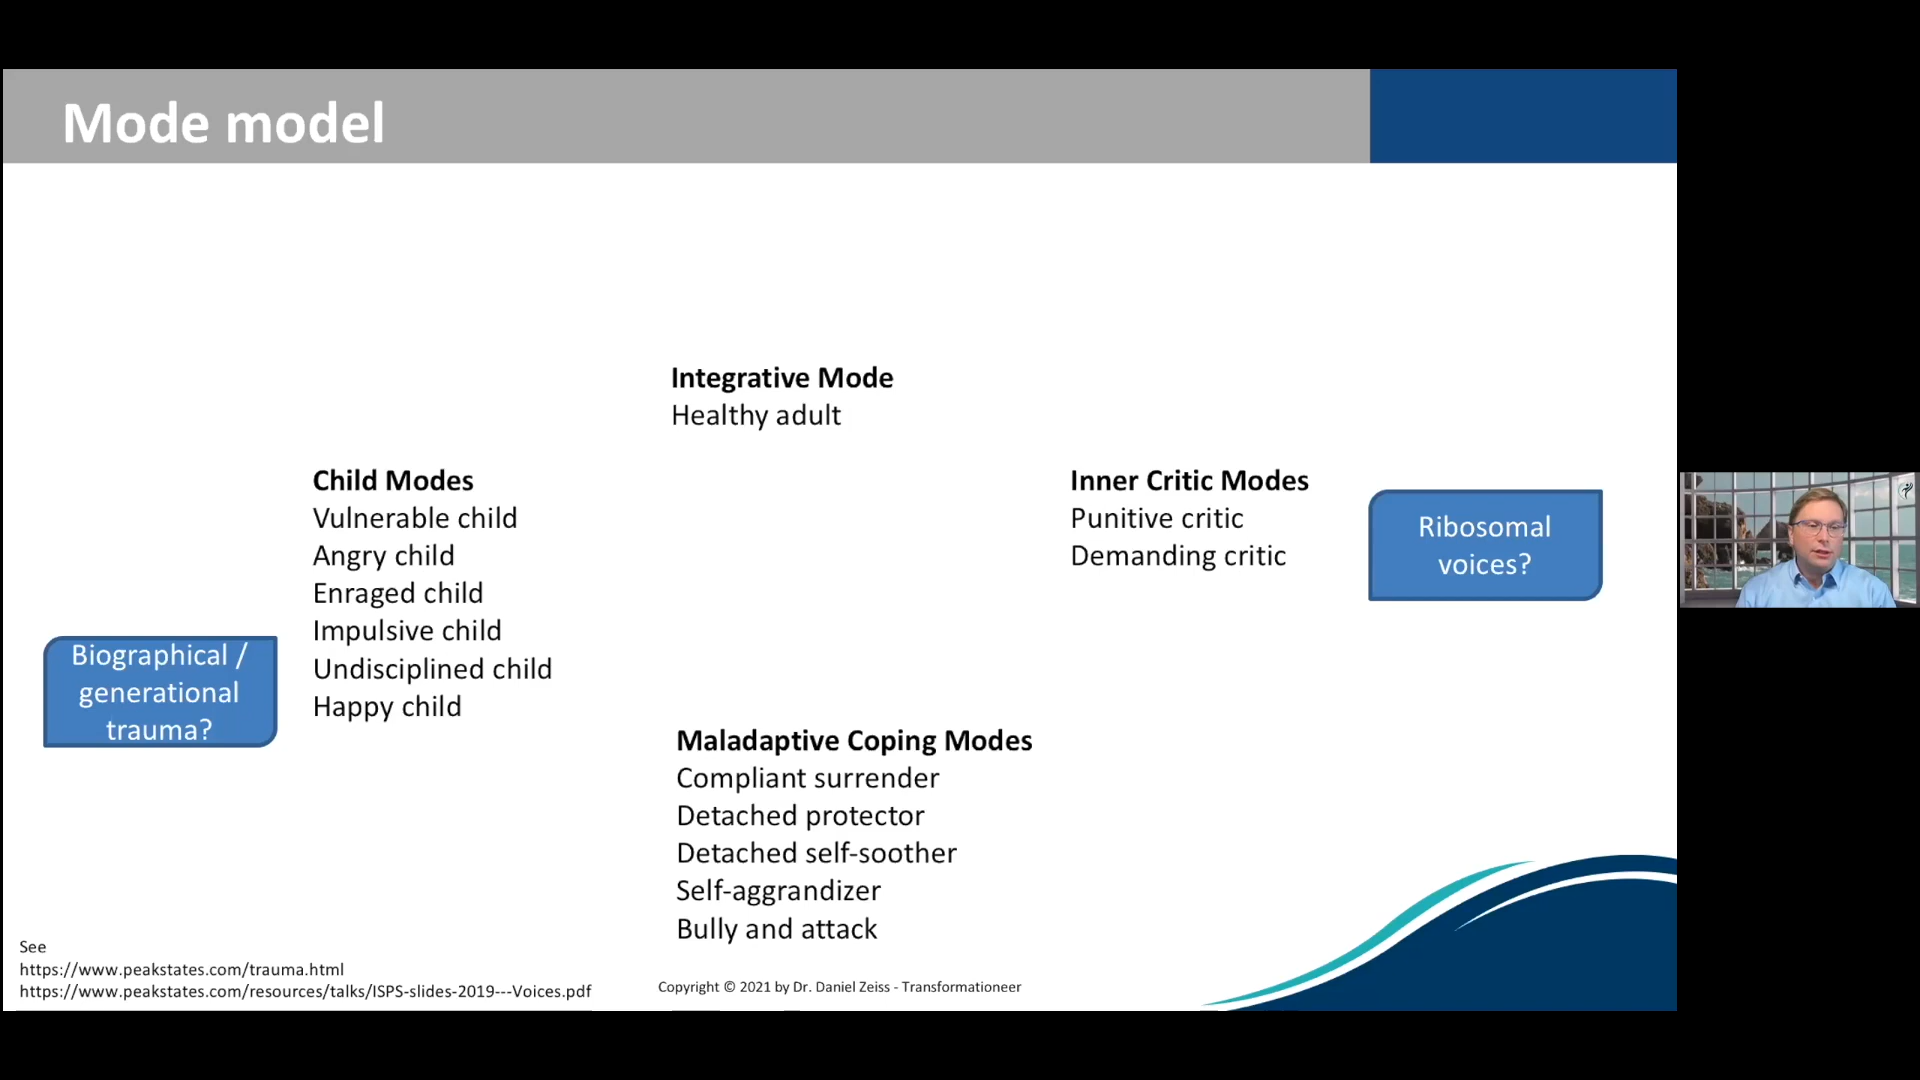 Mode model
Integrative Mode
Healthy adult
Child Modes
Vulnerable child
Angry child
Enraged child
Impulsive child
Undisciplined child
Happy child
Biographical /
generational
trauma?
Inner Critic Modes
Punitive critic
Demanding critic
Ribosomal
voices?
Maladaptive Coping Modes
Compliant surrender
Detached protector
Detached self-soother
Self-aggrandizer
Bully and attack
See
https://www.peakstates.com/trauma.html
https://www.peakstates.com/resources/talks/ISPS-slides-2019---Voices.pdf
Copyright © 2021 by Dr. Daniel Zeiss - Transformationeer